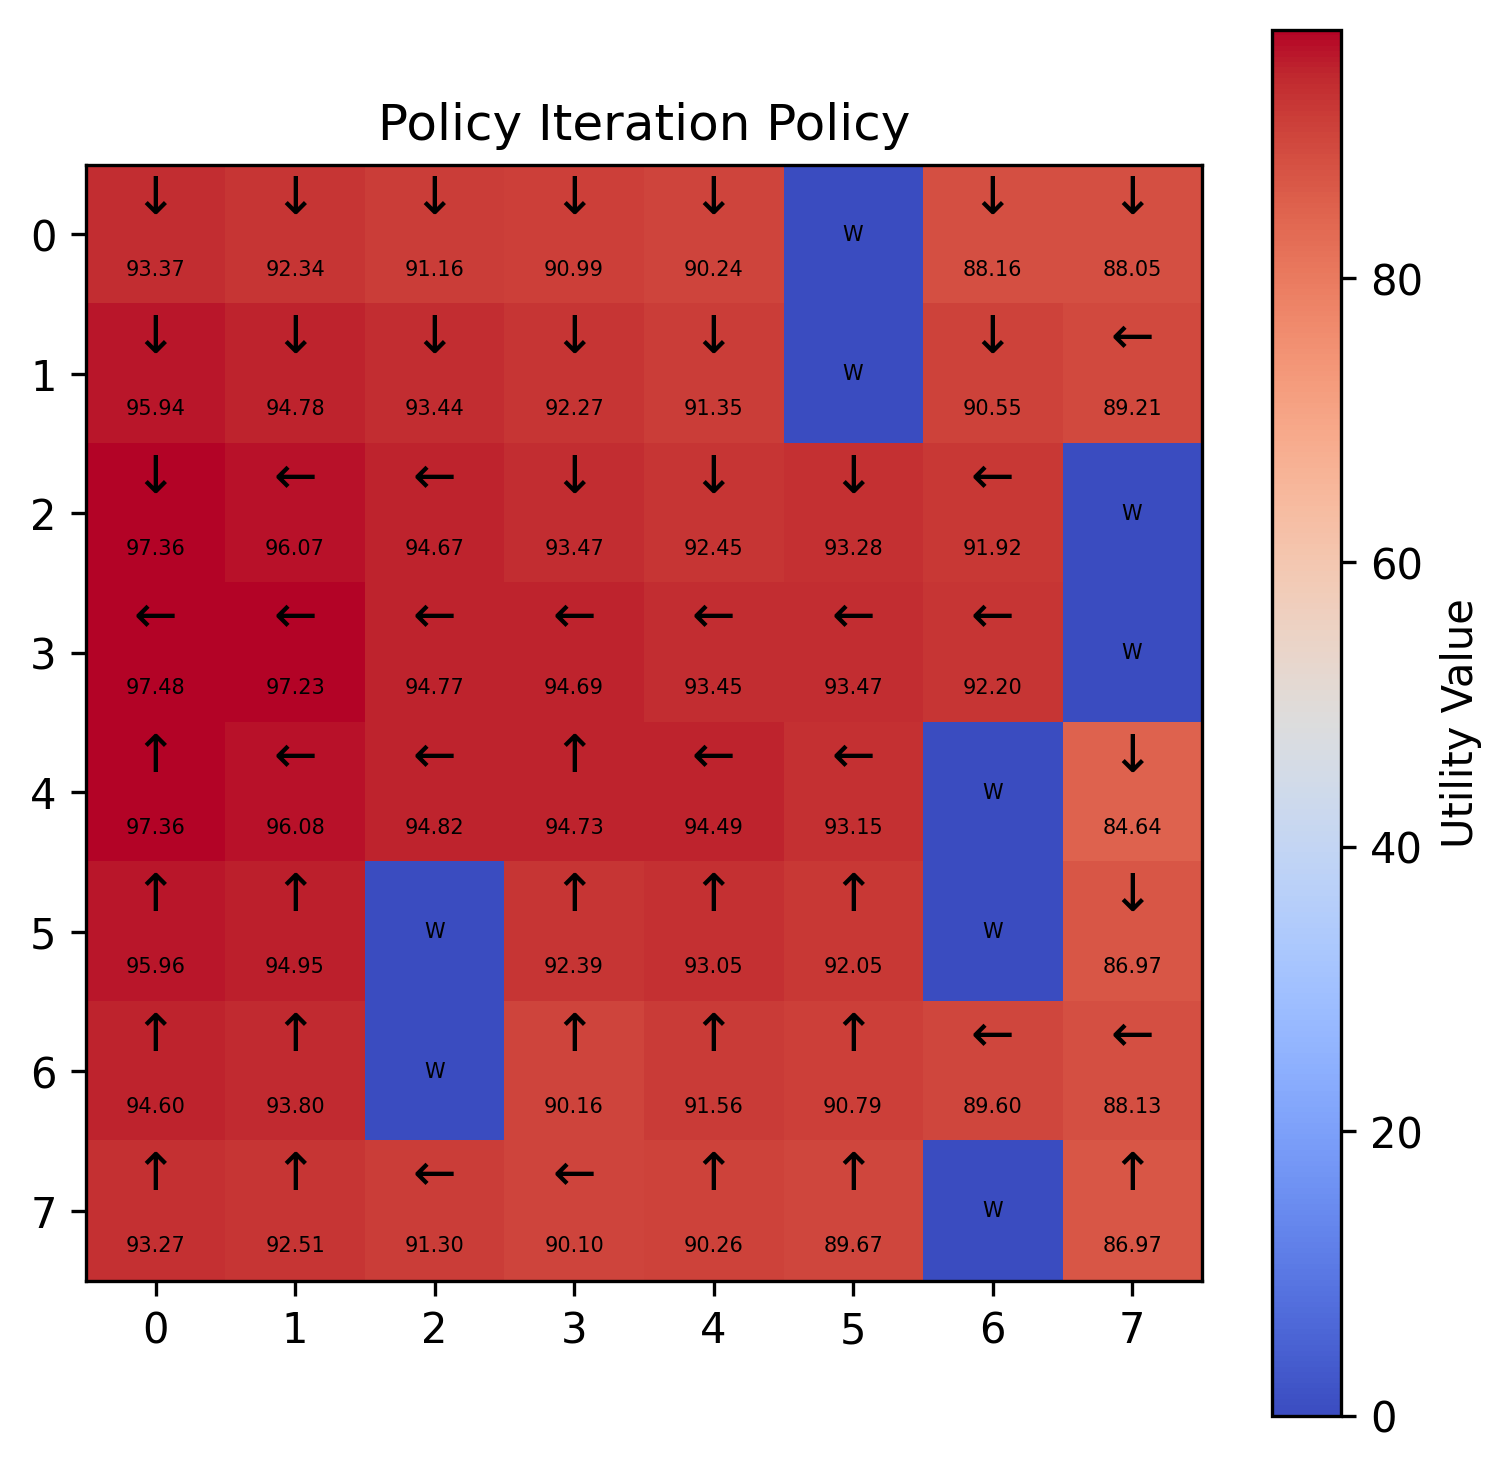 Policy Iteration Policy
0 ↓ ↓ ↓ ↓ ↓ W ↓ ↓
93.37 92.34 91.16 90.99 90.24 88.16 88.05
1 ↓ ↓ ↓ ↓ ↓ W ↓ ←
95.94 94.78 93.44 92.27 91.35 90.55 89.21
2 ↓ ← ← ↓ ↓ ↓ ← W
97.36 96.07 94.67 93.47 92.45 93.28 91.92
3 ← ← ← ← ← ← ← W
97.48 97.23 94.77 94.69 93.45 93.47 92.20
4 ↑ ← ← ↑ ← ← W ↓
97.36 96.08 94.82 94.73 94.49 93.15 84.64
5 ↑ ↑ W ↑ ↑ ↑ W ↓
95.96 94.95 92.39 93.05 92.05 86.97
6 ↑ ↑ W ↑ ↑ ↑ ← ←
94.60 93.80 90.16 91.56 90.79 89.60 88.13
7 ↑ ↑ ← ← ↑ ↑ W ↑
93.27 92.51 91.30 90.10 90.26 89.67 86.97
0 1 2 3 4 5 6 7
80
60
40
20
0
Utility Value